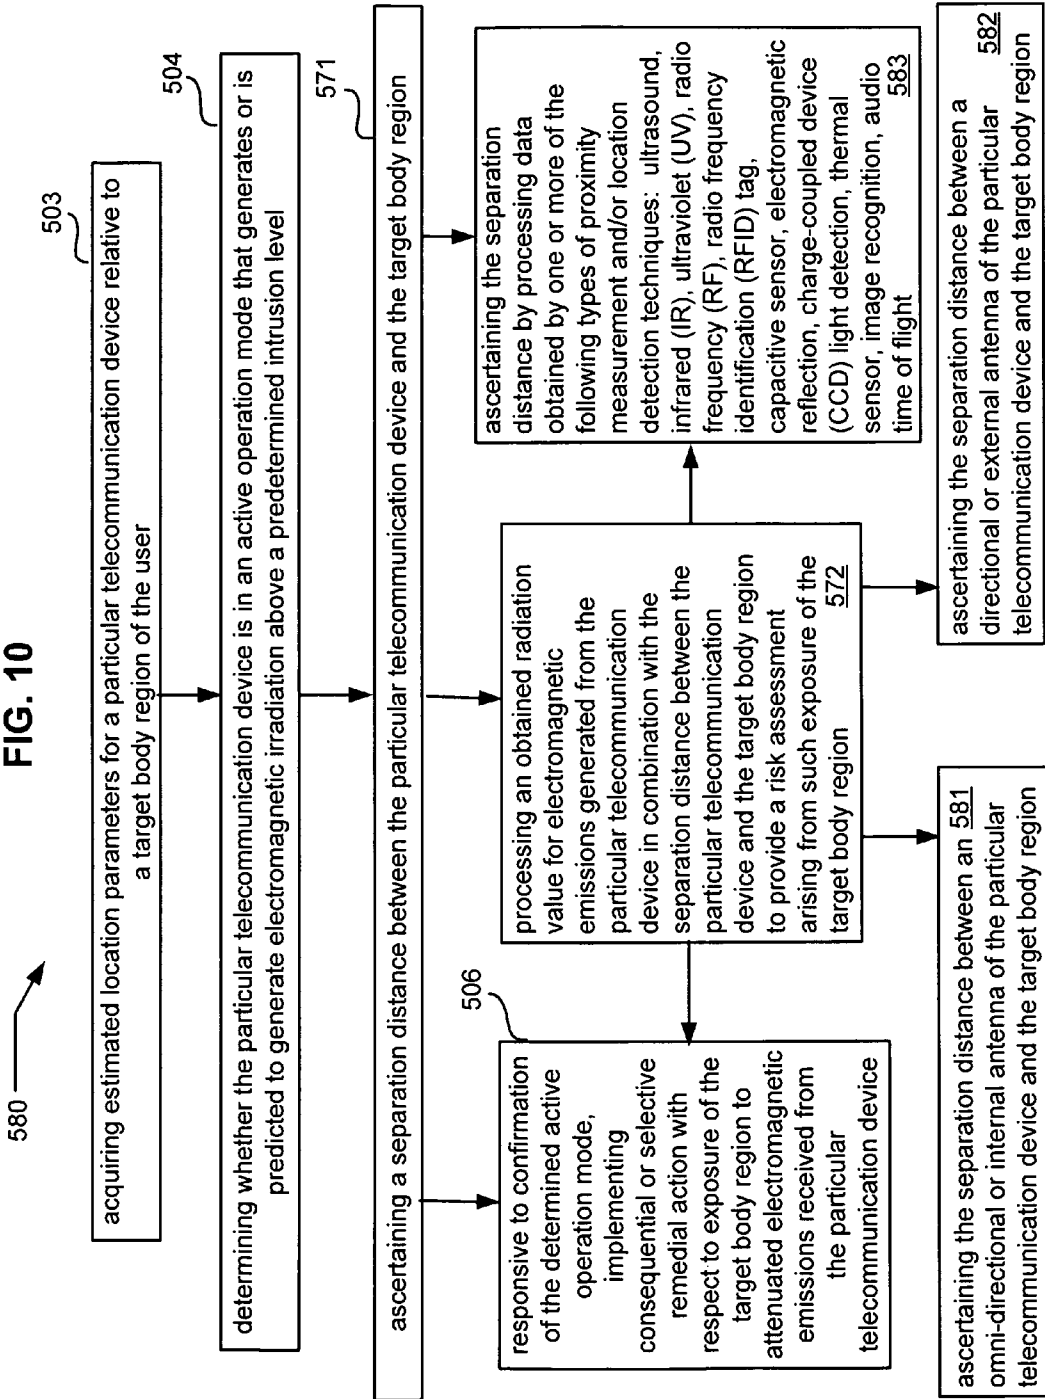 FIG. 10
580
503
acquiring estimated location parameters for a particular telecommunication device relative to
a target body region of the user
504
determining whether the particular telecommunication device is in an active operation mode that generates or is
predicted to generate electromagnetic irradiation above a predetermined intrusion level
571
ascertaining a separation distance between the particular telecommunication device and the target body region
506
responsive to confirmation
of the determined active
operation mode,
implementing
consequential or selective
remedial action with
respect to exposure of the
target body region to
attenuated electromagnetic
emissions received from
the particular
telecommunication device
processing an obtained radiation
value for electromagnetic
emissions generated from the
particular telecommunication
device in combination with the
separation distance between the
particular telecommunication
device and the target body region
to provide a risk assessment
arising from such exposure of the
target body region 572
ascertaining the separation
distance by processing data
obtained by one or more of the
following types of proximity
measurement and/or location
detection techniques: ultrasound,
infrared (IR), ultraviolet (UV), radio
frequency (RF), radio frequency
identification (RFID) tag,
capacitive sensor, electromagnetic
reflection, charge-coupled device
(CCD) light detection, thermal
sensor, image recognition, audio
time of flight 583
ascertaining the separation distance between an 581
omni-directional or internal antenna of the particular
telecommunication device and the target body region
ascertaining the separation distance between a
directional or external antenna of the particular 582
telecommunication device and the target body region